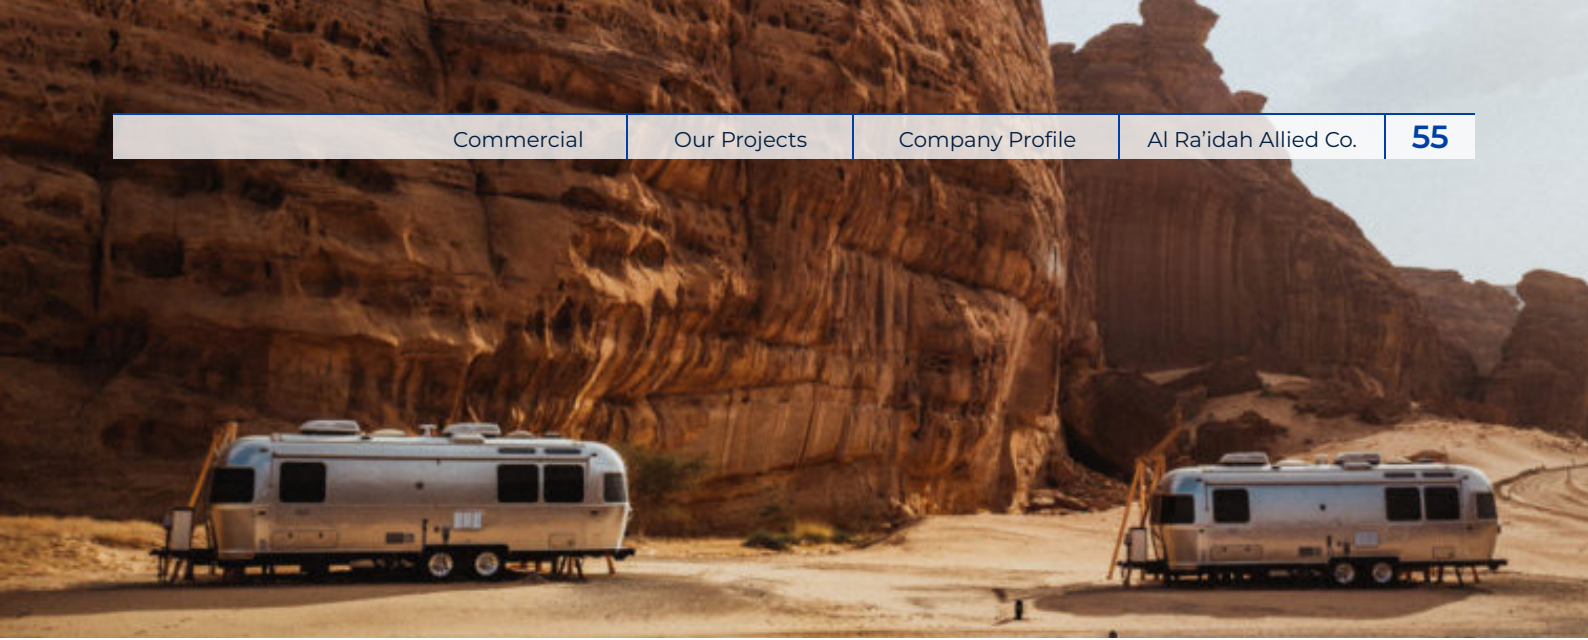 Commercial
Our Projects
Company Profile
Al Ra’idah Allied Co.
55